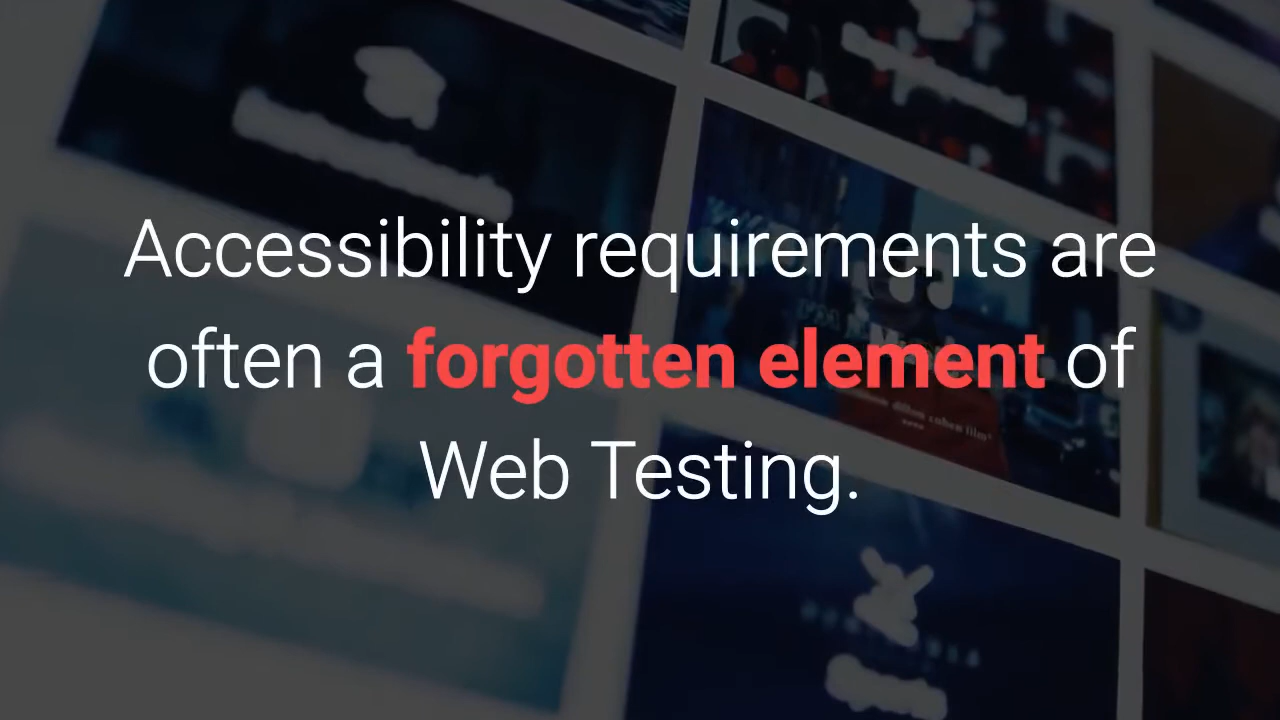 Accessibility requirements are
often a forgotten element of
Web Testing.